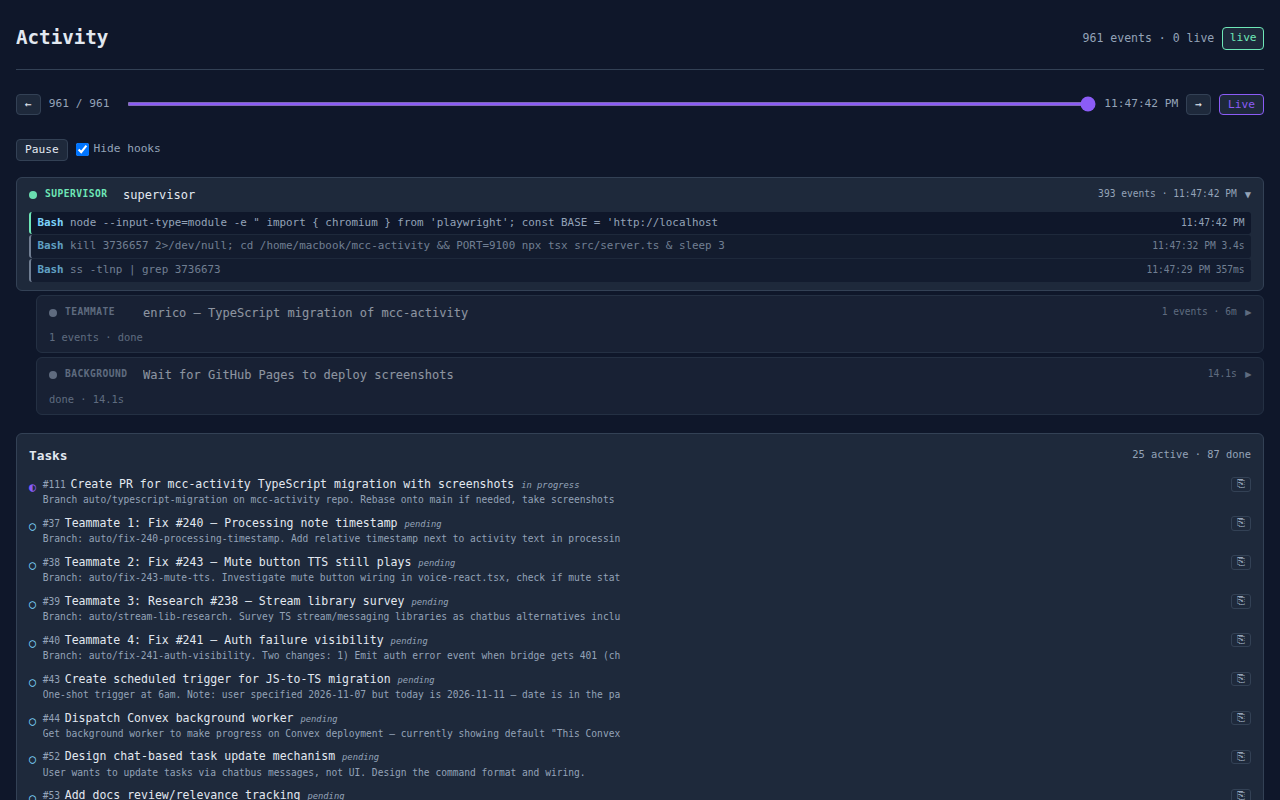 Activity
961 events · 0 live live
← 961 / 961 11:47:42 PM → Live
Pause Hide hooks
SUPERVISOR supervisor 393 events · 11:47:42 PM ▼
Bash node --input-type=module -e " import { chromium } from 'playwright'; const BASE = 'http://localhost 11:47:42 PM
Bash kill 3736657 2>/dev/null; cd /home/macbook/mcc-activity && PORT=9100 npx tsx src/server.ts & sleep 3 11:47:32 PM 3.4s
Bash ss -tlnp | grep 3736673 11:47:29 PM 357ms
TEAMMATE enrico — TypeScript migration of mcc-activity 1 events · 6m ▶
1 events · done
BACKGROUND Wait for GitHub Pages to deploy screenshots 14.1s ▶
done · 14.1s
Tasks 25 active · 87 done
#111 Create PR for mcc-activity TypeScript migration with screenshots in progress
Branch auto/typescript-migration on mcc-activity repo. Rebase onto main if needed, take screenshots
#37 Teammate 1: Fix #240 — Processing note timestamp pending
Branch: auto/fix-240-processing-timestamp. Add relative timestamp next to activity text in processin
#38 Teammate 2: Fix #243 — Mute button TTS still plays pending
Branch: auto/fix-243-mute-tts. Investigate mute button wiring in voice-react.tsx, check if mute stat
#39 Teammate 3: Research #238 — Stream library survey pending
Branch: auto/stream-lib-research. Survey TS stream/messaging libraries as chatbus alternatives inclu
#40 Teammate 4: Fix #241 — Auth failure visibility pending
Branch: auto/fix-241-auth-visibility. Two changes: 1) Emit auth error event when bridge gets 401 (ch
#43 Create scheduled trigger for JS-to-TS migration pending
One-shot trigger at 6am. Note: user specified 2026-11-07 but today is 2026-11-11 — date is in the pa
#44 Dispatch Convex background worker pending
Get background worker to make progress on Convex deployment — currently showing default "This Convex
#52 Design chat-based task update mechanism pending
User wants to update tasks via chatbus messages, not UI. Design the command format and wiring.
#53 Add docs review/relevance tracking pending